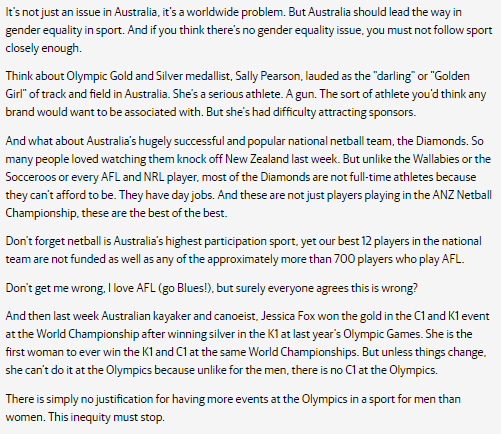 It's not just an issue in Australia, it's a worldwide problem. But Australia should lead the way in
gender equality in sport. And if you think there's no gender equality issue, you must not follow sport
closely enough.
Think about Olympic Gold and Silver medallist, Sally Pearson, lauded as the "darling" or "Golden
Girl" of track and field in Australia. She's a serious athlete. A gun. The sort of athlete you'd think any
brand would want to be associated with. But she's had difficulty attracting sponsors.
And what about Australia's hugely successful and popular national netball team, the Diamonds. So
many people loved watching them knock off New Zealand last week. But unlike the Wallabies or the
Socceroos or every AFL and NRL player, most of the Diamonds are not full-time athletes because
they can't afford to be. They have day jobs. And these are not just players playing in the ANZ Netball
Championship, these are the best of the best.
Don't forget netball is Australia's highest participation sport, yet our best 12 players in the national
team are not funded as well as any of the approximately more than 700 players who play AFL.
Don't get me wrong, I love AFL (go Blues!), but surely everyone agrees this is wrong?
And then last week Australian kayaker and canoeist, Jessica Fox won the gold in the C1 and K1 event
at the World Championship after winning silver in the K1 at last year's Olympic Games. She is the
first woman to ever win the K1 and C1 at the same World Championships. But unless things change,
she can't do it at the Olympics because unlike for the men, there is no C1 at the Olympics.
There is simply no justification for having more events at the Olympics in a sport for men than
women. This inequity must stop.